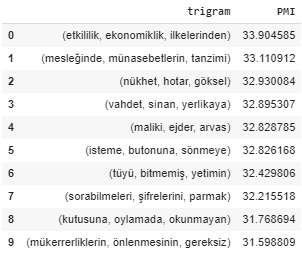 trigram PMI
0 (etkililik, ekonomiklik, ilkelerinden) 33.904585
1 (mesleğinde, münasebetlerin, tanzimi) 33.110912
2 (nükhet, hotar, göksel) 32.930084
3 (vahdet, sinan, yerlikaya) 32.895307
4 (maliki, ejder, arvas) 32.828785
5 (isteme, butonuna, sönmeye) 32.826168
6 (tüyü, bitmemiş, yetimin) 32.429806
7 (sorabilmeleri, şifrelerini, parmak) 32.215518
8 (kutusuna, oylamada, okunmayan) 31.768694
9 (mükerrerliklerin, önlenmesinin, gereksiz) 31.598809